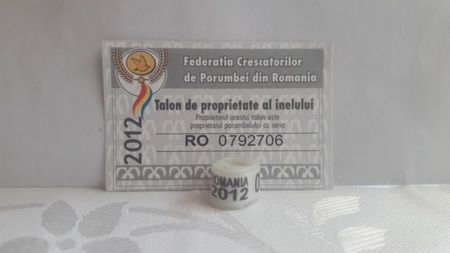 Federatia Crescatorilor
de Porumbei din Romania
Talon de proprietate al inelului
Proprietarul acestui talon este
proprietarul porumbelului cu seria
RO 0792706
2012
ROMANIA
2012